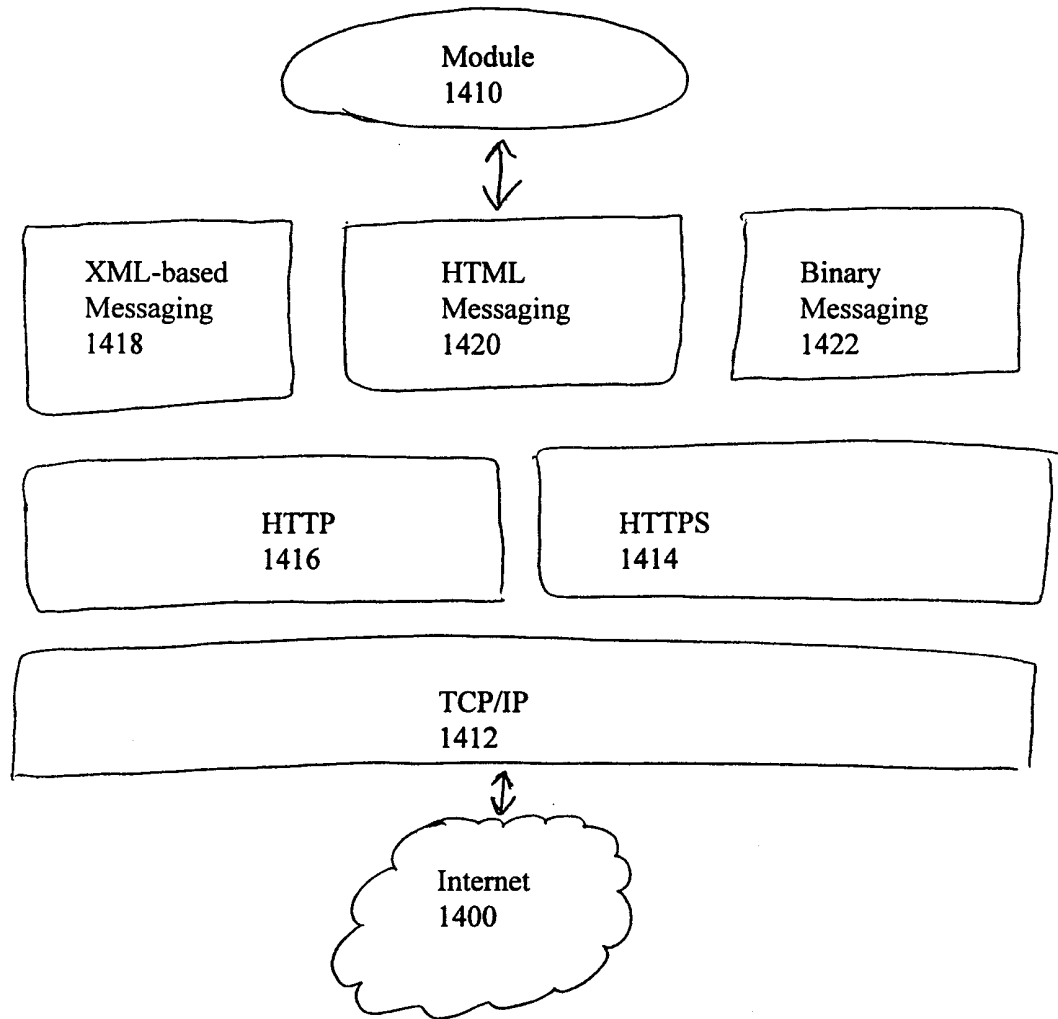 Module
1410
XML-based
Messaging
1418
HTML
Messaging
1420
Binary
Messaging
1422
HTTP
1416
HTTPS
1414
TCP/IP
1412
Internet
1400